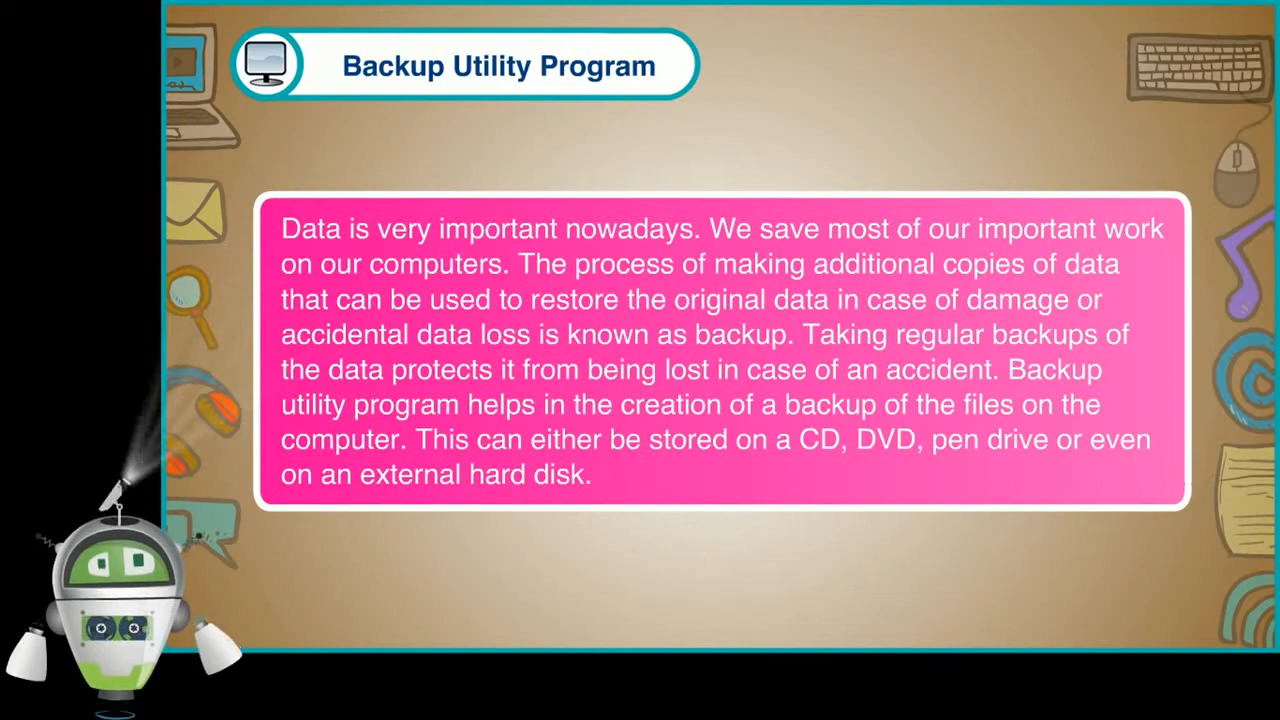 Backup Utility Program
Data is very important nowadays. We save most of our important work
on our computers. The process of making additional copies of data
that can be used to restore the original data in case of damage or
accidental data loss is known as backup. Taking regular backups of
the data protects it from being lost in case of an accident. Backup
utility program helps in the creation of a backup of the files on the
computer. This can either be stored on a CD, DVD, pen drive or even
on an external hard disk.